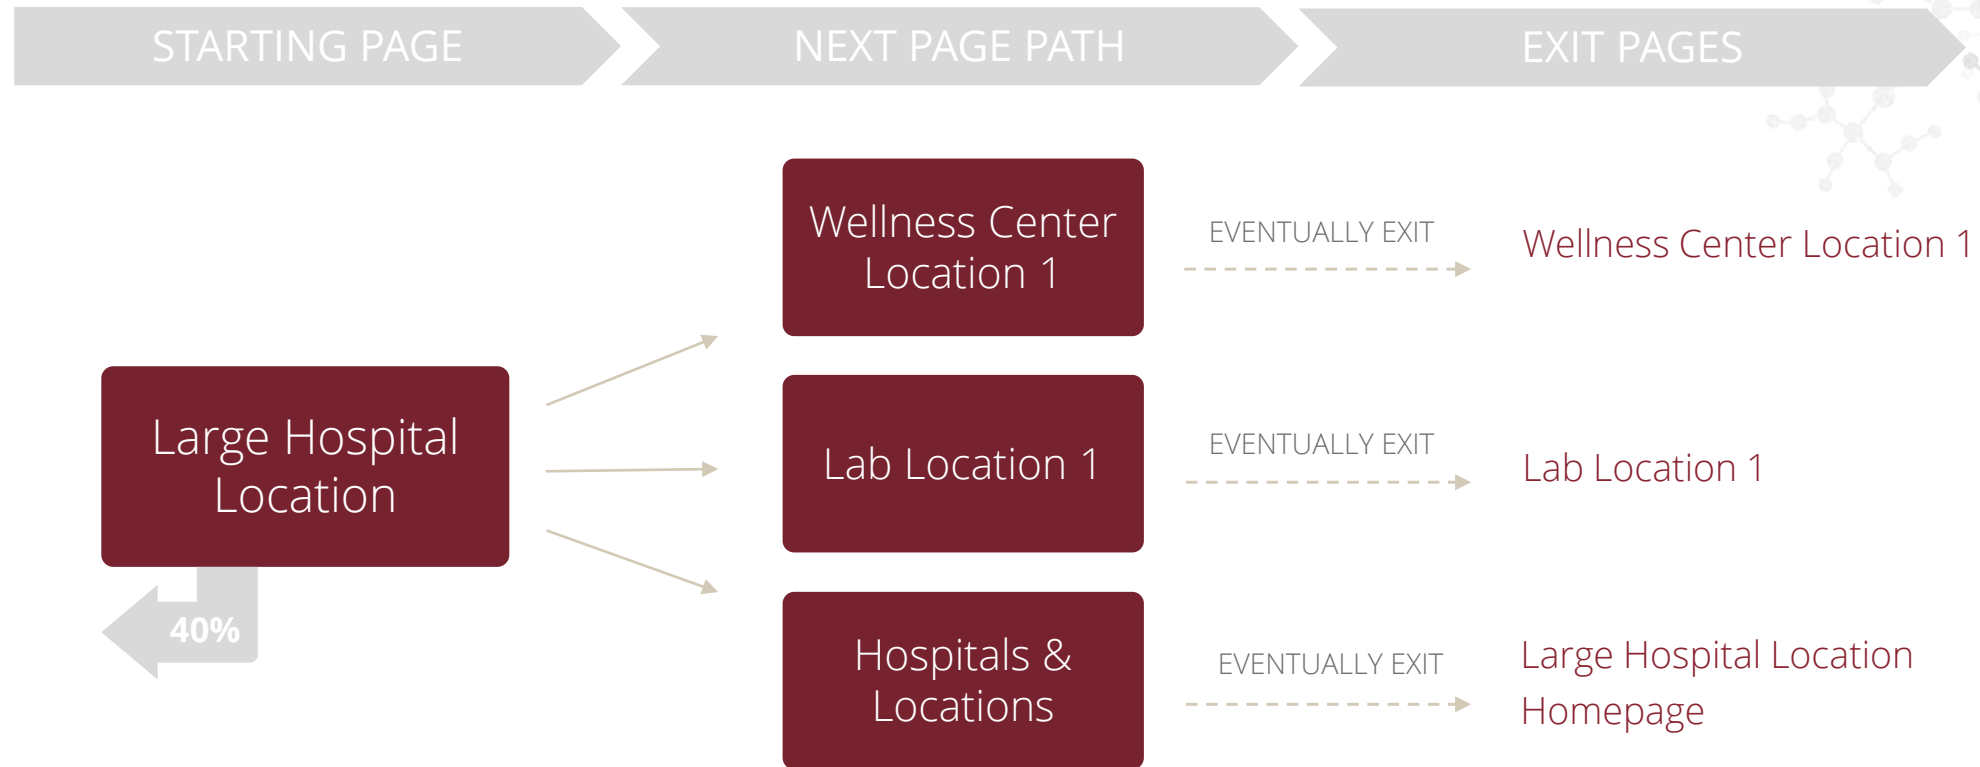 STARTING PAGE
NEXT PAGE PATH
EXIT PAGES
Large Hospital
Location
40%
Wellness Center
Location 1
EVENTUALLY EXIT
Wellness Center Location 1
Lab Location 1
EVENTUALLY EXIT
Lab Location 1
Hospitals &
Locations
EVENTUALLY EXIT
Large Hospital Location
Homepage